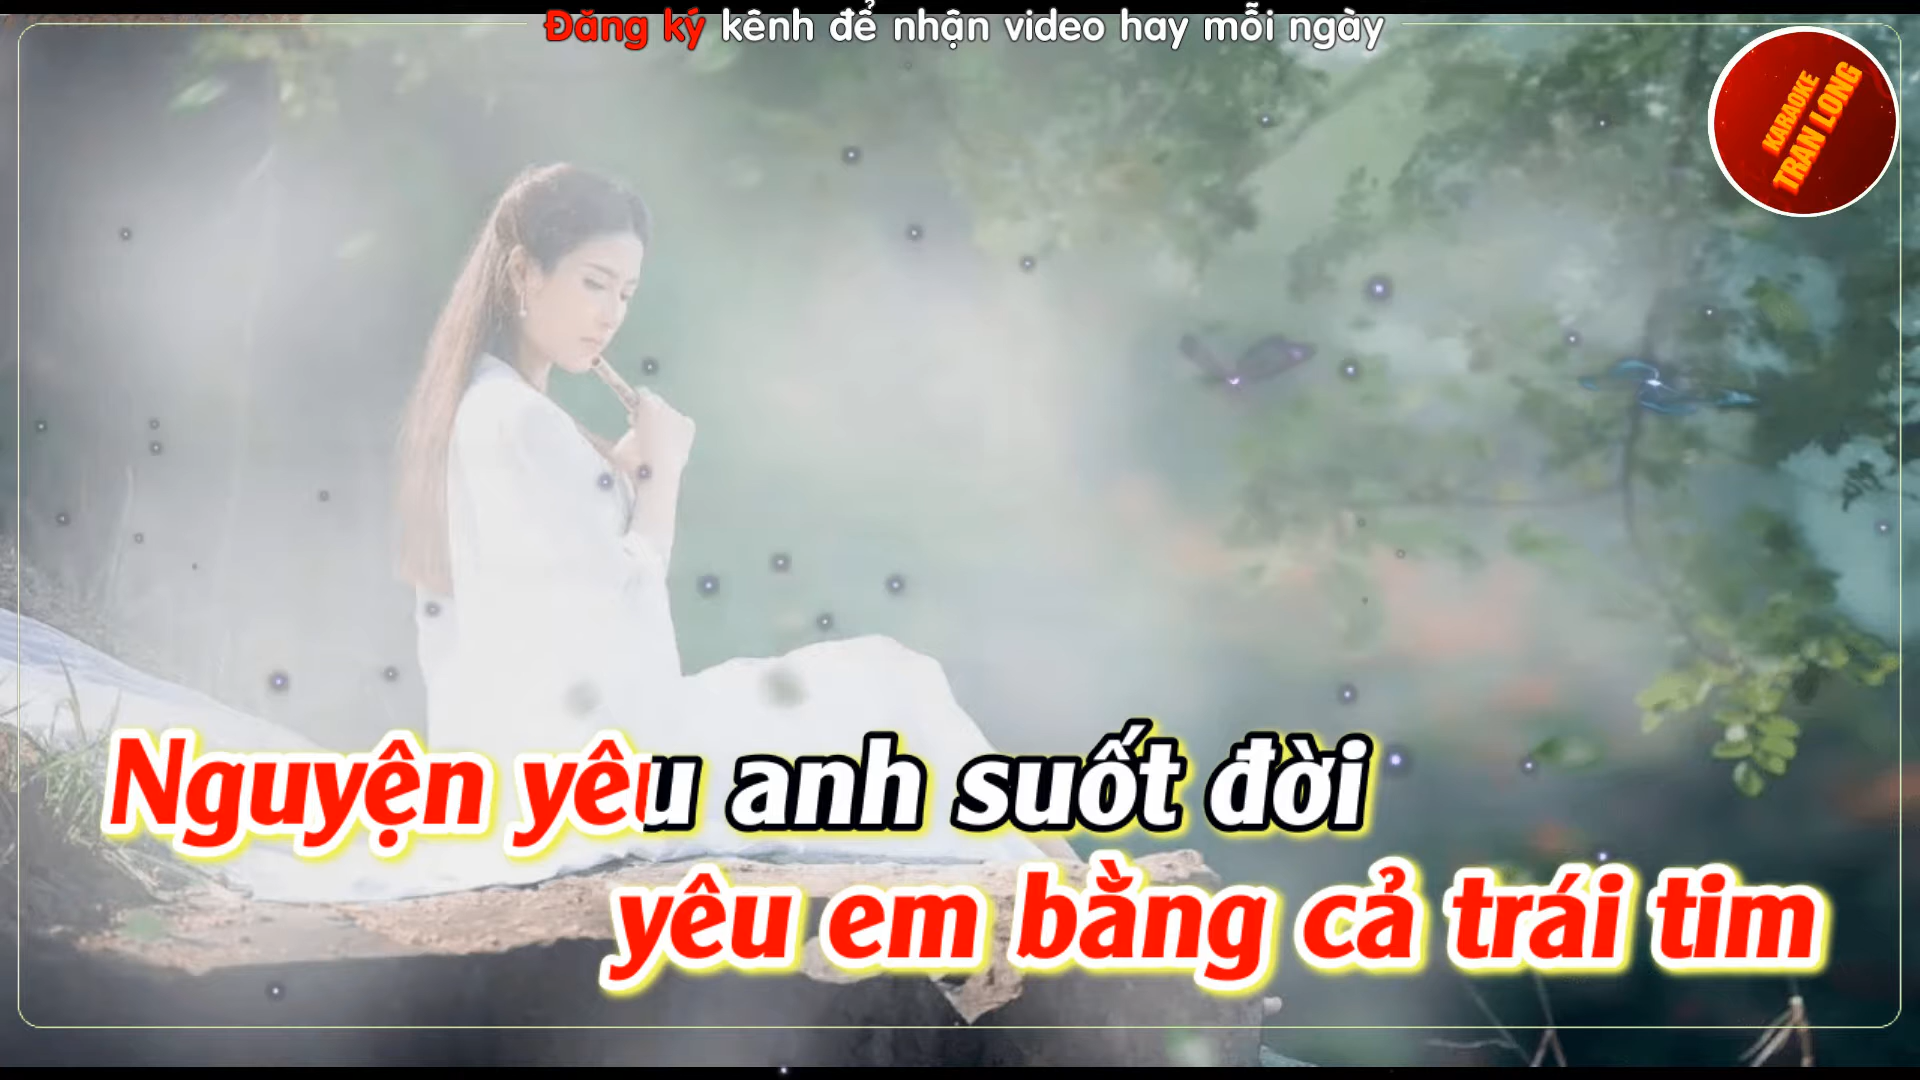 Đăng ký kênh để nhận video hay mỗi ngày
KARAOKE
TRAN LONG
Nguyện yêu anh suốt đời
yêu em bằng cả trái tim